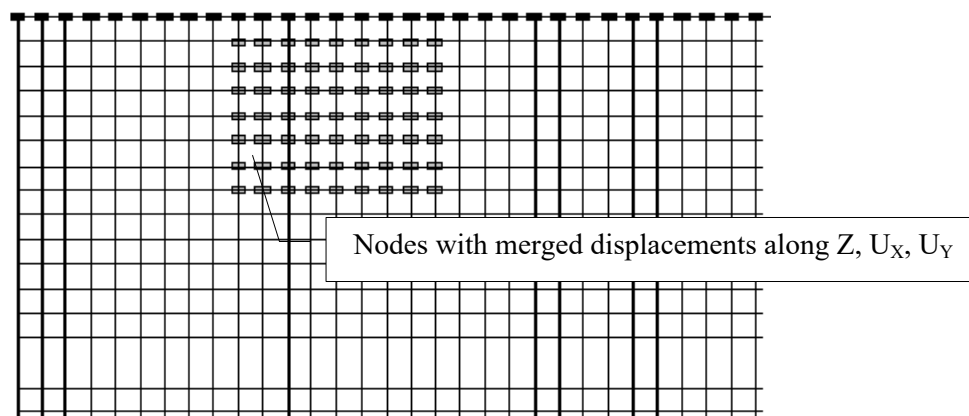 Nodes with merged displacements along Z, UX, UY